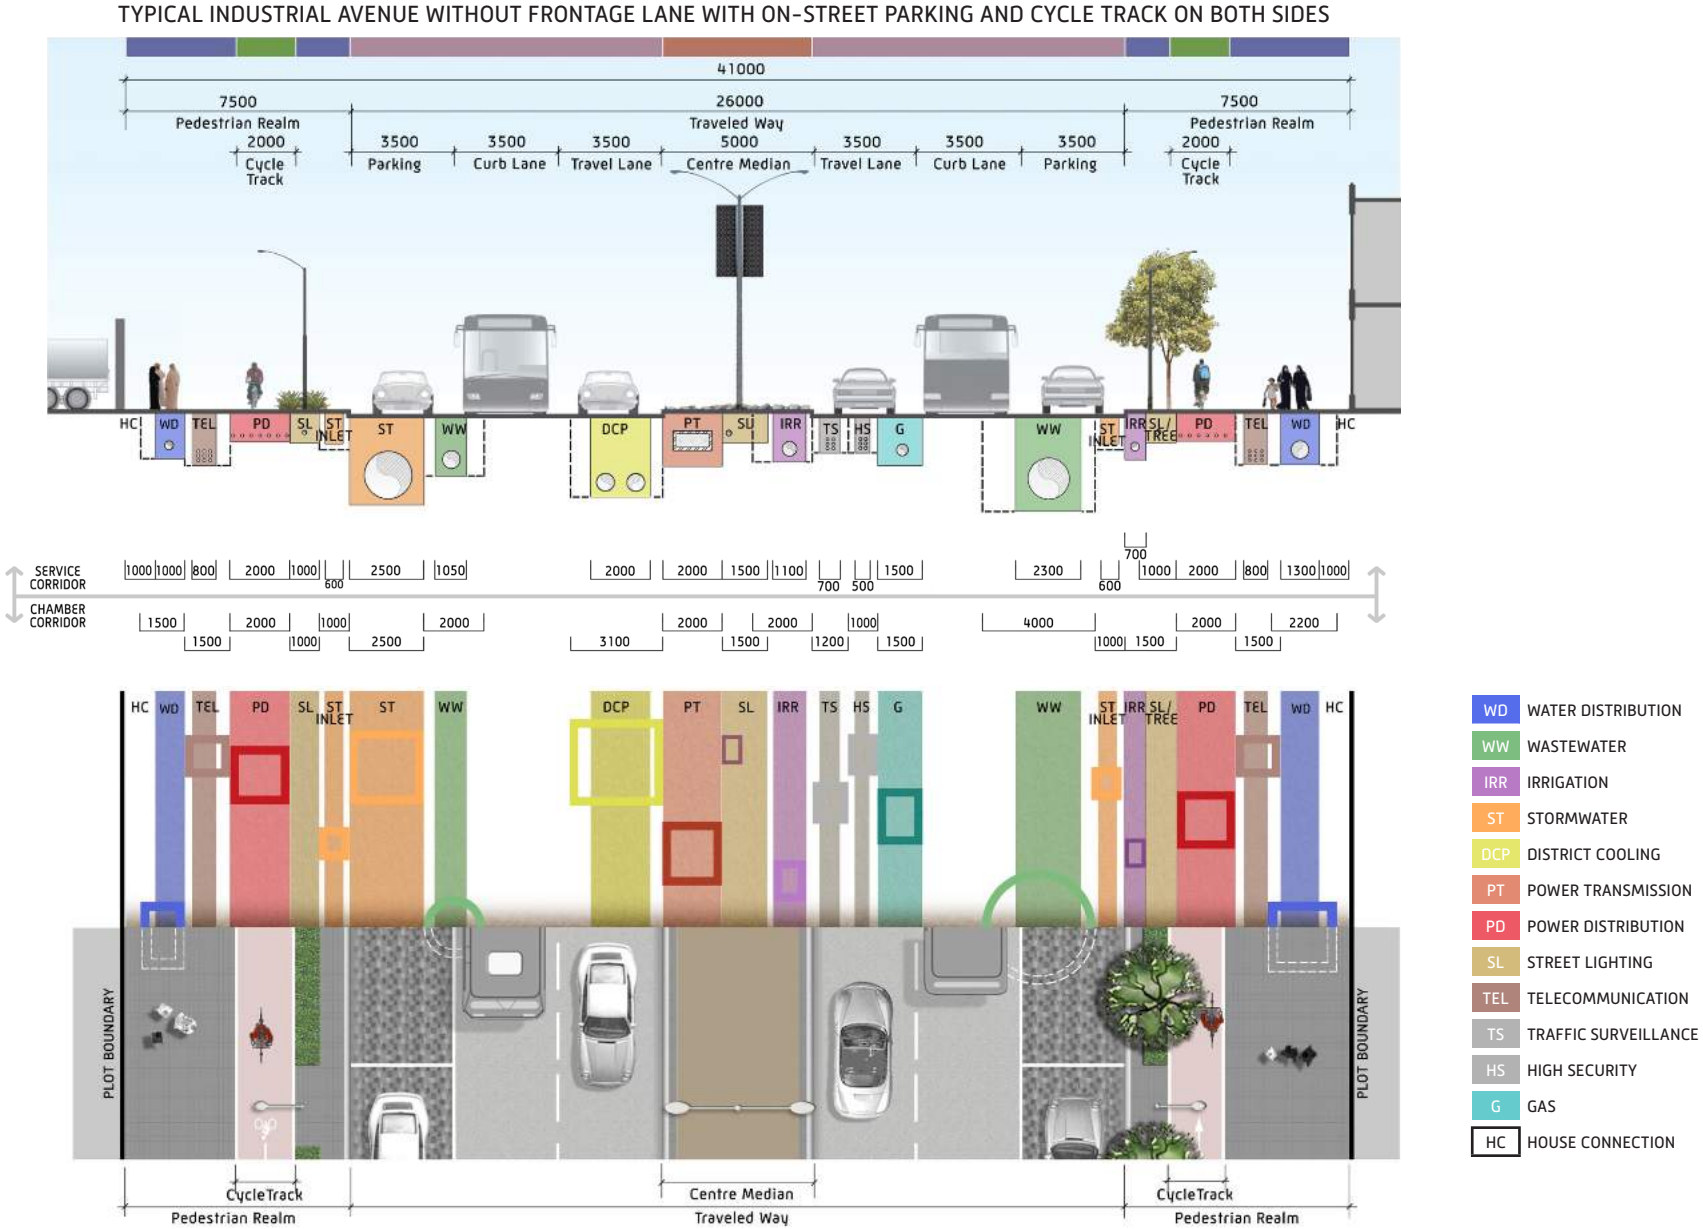 TYPICAL INDUSTRIAL AVENUE WITHOUT FRONTAGE LANE WITH ON-STREET PARKING AND CYCLE TRACK ON BOTH SIDES
41000
7500 26000 7500
Pedestrian Realm Traveled Way Pedestrian Realm
2000 3500 3500 3500 5000 3500 3500 3500 2000
Cycle Track Parking Curb Lane Travel Lane Centre Median Travel Lane Curb Lane Parking Cycle Track
HC WD TEL PD SL ST INLET ST WW DCP PT SL IRR TS HS G WW ST INLET IRR SL/TREE PD TEL WD HC
700
SERVICE CORRIDOR 1000 1000 800 2000 1000 600 2500 1050 2000 2000 1500 1100 700 500 1500 2300 600 1000 2000 800 1300 1000
CHAMBER CORRIDOR
1500 2000 1000 2000 2000 2000 1000 4000 2000 2200
1500 1000 2500 3100 1500 1200 1500 1000 1500 1500
HC WD TEL PD SL ST INLET ST WW DCP PT SL IRR TS HS G WW ST INLET IRR SL/TREE PD TEL WD HC
PLOT BOUNDARY
PLOT BOUNDARY
CycleTrack Centre Median CycleTrack
Pedestrian Realm Traveled Way Pedestrian Realm
WD WATER DISTRIBUTION
WW WASTEWATER
IRR IRRIGATION
ST STORMWATER
DCP DISTRICT COOLING
PT POWER TRANSMISSION
PD POWER DISTRIBUTION
SL STREET LIGHTING
TEL TELECOMMUNICATION
TS TRAFFIC SURVEILLANCE
HS HIGH SECURITY
G GAS
HC HOUSE CONNECTION